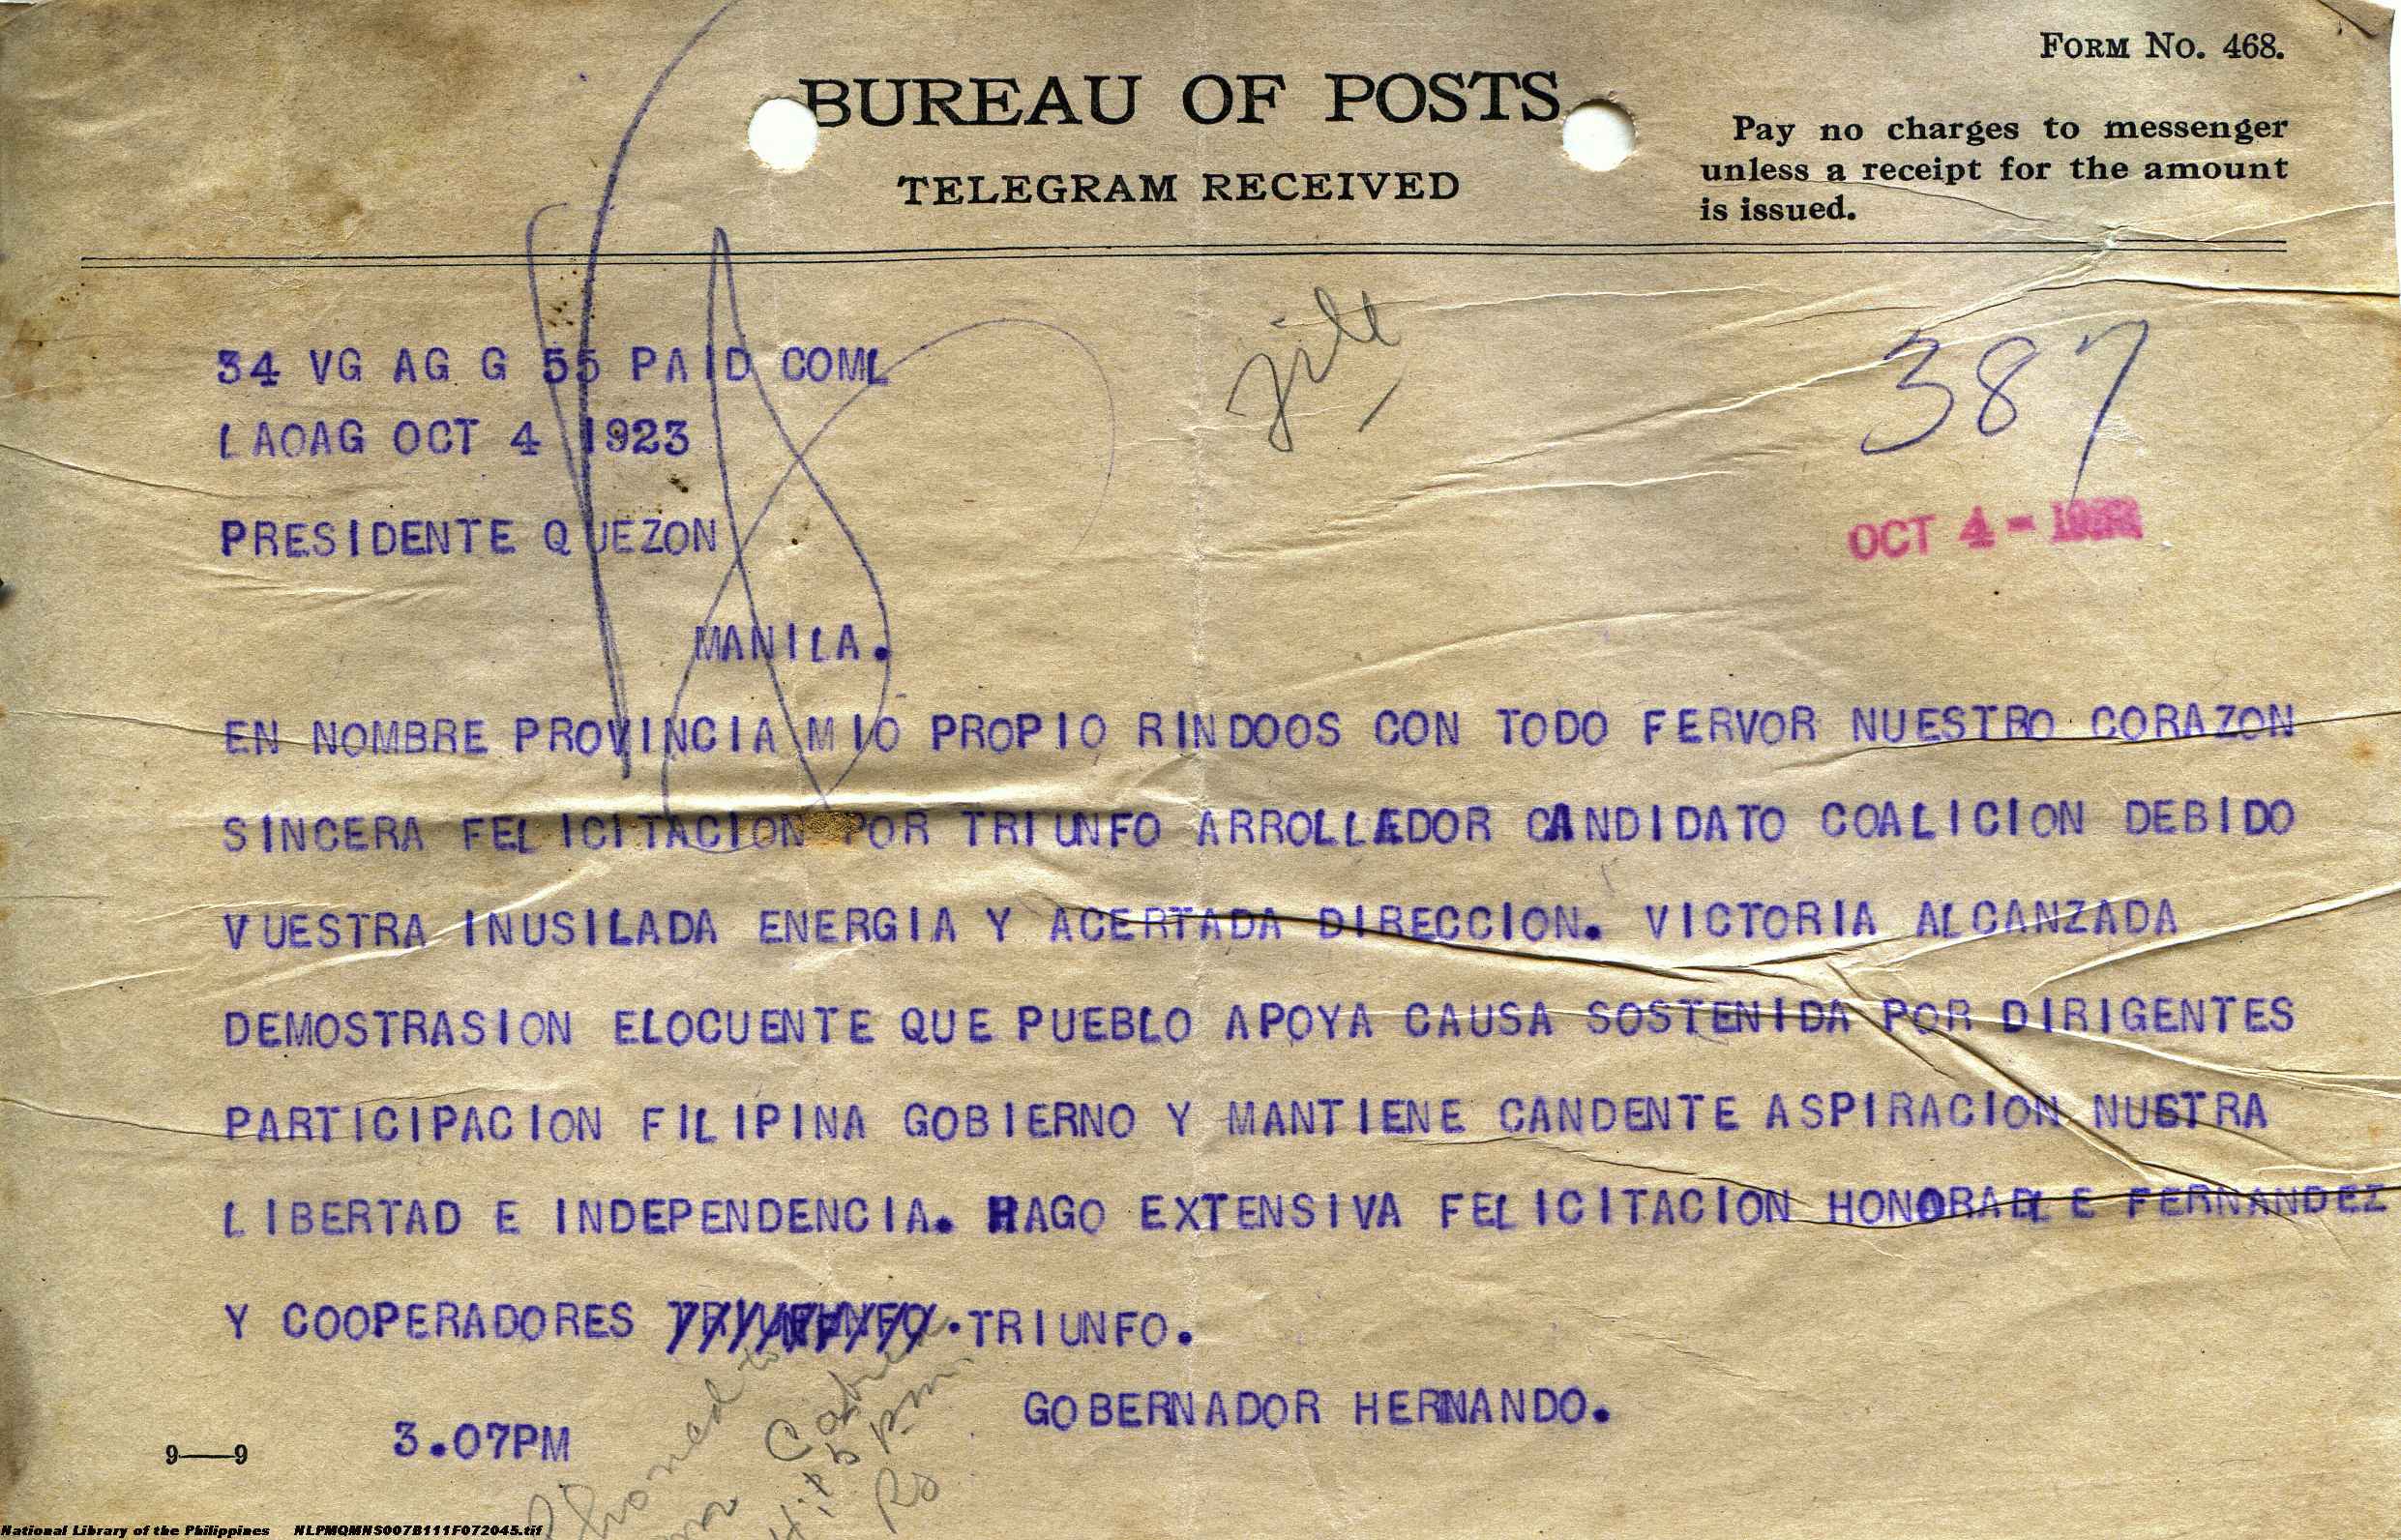 FORM NO. 468.
BUREAU OF POSTS
TELEGRAM RECEIVED
Pay no charges to messenger
unless a receipt for the amount
is issued.
file
387
34 VG AG G 55 PAID COML
LAOAG OCT 4 1923
OCT 4 - 1923
PRESIDENTE QUEZON
MANILA.
EN NOMBRE PROVINCIA MIO PROPIO RINDOOS CON TODO FERVOR NUESTRO CORAZON
SINCERA FELICITACION POR TRIUNFO ARROLLADOR CANDIDATO COALICION DEBIDO
VUESTRA INUSILADA ENERGIA Y ACERTADA DIRECCION. VICTORIA ALCANZADA
DEMOSTRASION ELOCUENTE QUE PUEBLO APOYA CAUSA SOSTENIDA POR DIRIGENTES
PARTICIPACION FILIPINA GOBIERNO Y MANTIENE CANDENTE ASPIRACION NUSTRA
LIBERTAD E INDEPENDENCIA. HAGO EXTENSIVA FELICITACION HONORABLE FERNANDEZ
Y COOPERADORES TRIUNFO.
GOBERNADOR HERNANDO.
3.07PM
9—9
Phoned to
pm
National Library of the Philippines NLPMQMNS007B111F072045.tif